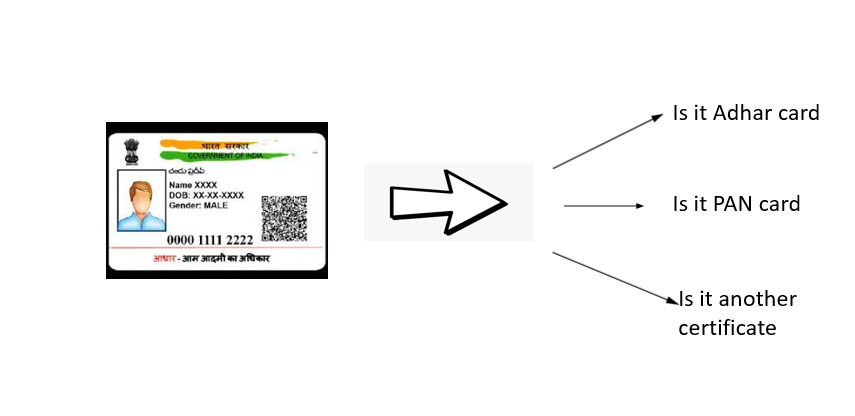 भारत सरकार
GOVERNMENT OF INDIA
చందు ప్రదీప్
Name XXXX
DOB: XX-XX-XXXX
Gender: MALE
0000 1111 2222
आधार - आम आदमी का अधिकार
Is it Adhar card
Is it PAN card
Is it another
certificate